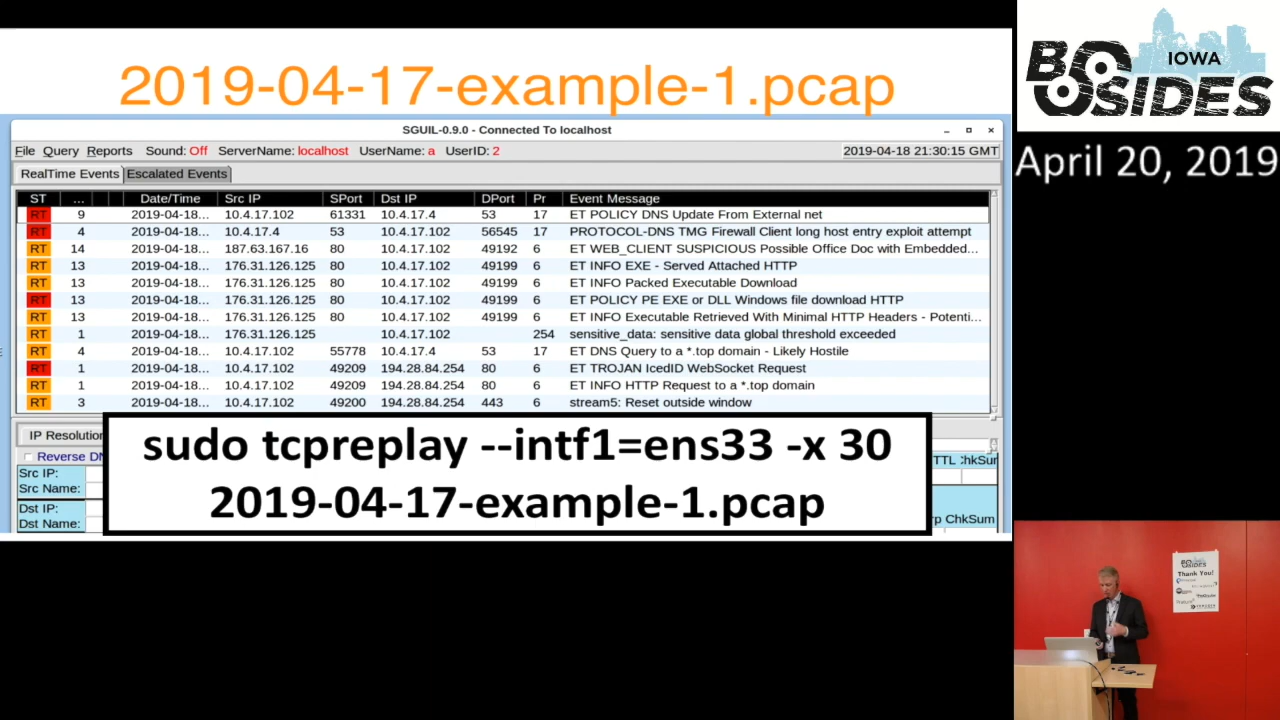 2019-04-17-example-1.pcap
SGUIL-0.9.0 - Connected To localhost
File Query Reports Sound: Off ServerName: localhost UserName: a UserID: 2 2019-04-18 21:30:15 GMT
RealTime Events Escalated Events
ST ... Date/Time Src IP SPort Dst IP DPort Pr Event Message
RT 9 2019-04-18... 10.4.17.102 61331 10.4.17.4 53 17 ET POLICY DNS Update From External net
RT 4 2019-04-18... 10.4.17.4 53 10.4.17.102 56545 17 PROTOCOL-DNS TMG Firewall Client long host entry exploit attempt
RT 14 2019-04-18... 187.63.167.16 80 10.4.17.102 49192 6 ET WEB_CLIENT SUSPICIOUS Possible Office Doc with Embedded...
RT 13 2019-04-18... 176.31.126.125 80 10.4.17.102 49199 6 ET INFO EXE - Served Attached HTTP
RT 13 2019-04-18... 176.31.126.125 80 10.4.17.102 49199 6 ET INFO Packed Executable Download
RT 13 2019-04-18... 176.31.126.125 80 10.4.17.102 49199 6 ET POLICY PE EXE or DLL Windows file download HTTP
RT 13 2019-04-18... 176.31.126.125 80 10.4.17.102 49199 6 ET INFO Executable Retrieved With Minimal HTTP Headers - Potenti...
RT 1 2019-04-18... 176.31.126.125 10.4.17.102 254 sensitive_data: sensitive data global threshold exceeded
RT 4 2019-04-18... 10.4.17.102 55778 10.4.17.4 53 17 ET DNS Query to a *.top domain - Likely Hostile
RT 1 2019-04-18... 10.4.17.102 49209 194.28.84.254 80 6 ET TROJAN IcedID WebSocket Request
RT 1 2019-04-18... 10.4.17.102 49209 194.28.84.254 80 6 ET INFO HTTP Request to a *.top domain
RT 3 2019-04-18... 10.4.17.102 49200 194.28.84.254 443 6 stream5: Reset outside window
IP Resolution
Reverse DN
TTL ChkSum
Src IP:
Src Name:
Dst IP:
Dst Name:
rp ChkSum
sudo tcpreplay --intf1=ens33 -x 30
2019-04-17-example-1.pcap
BSIDES IOWA
April 20, 2019
BSIDES
Thank You!